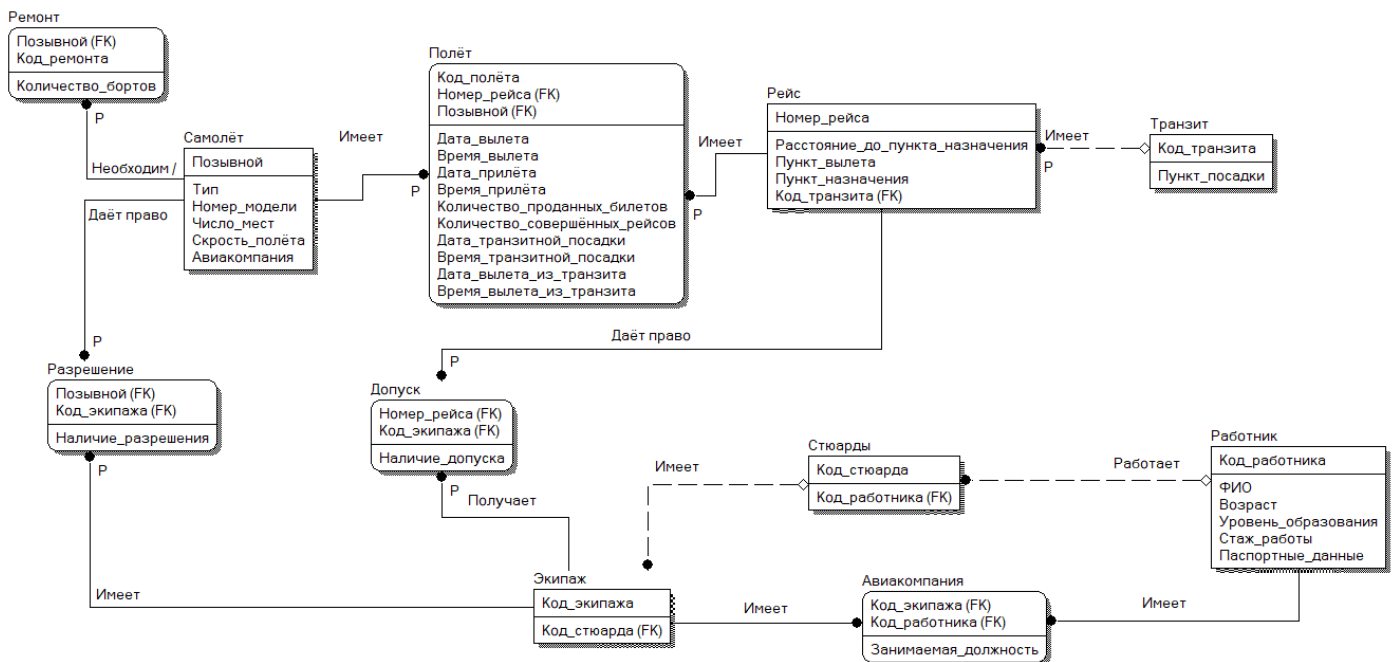 Ремонт
Позывной (FK)
Код_ремонта
Количество_бортов
P
Необходим /
Самолёт
Позывной
Тип
Номер_модели
Число_мест
Скрость_полёта
Авиакомпания
Имеет
P
Полёт
Код_полёта
Номер_рейса (FK)
Позывной (FK)
Дата_вылета
Время_вылета
Дата_прилёта
Время_прилёта
Количество_проданных_билетов
Количество_совершённых_рейсов
Дата_транзитной_посадки
Время_транзитной_посадки
Дата_вылета_из_транзита
Время_вылета_из_транзита
Имеет
P
Рейс
Номер_рейса
Расстояние_до_пункта_назначения
Пункт_вылета
Пункт_назначения
Код_транзита (FK)
Имеет
P
Транзит
Код_транзита
Пункт_посадки
Даёт право
P
Разрешение
Позывной (FK)
Код_экипажа (FK)
Наличие_разрешения
P
Имеет
Даёт право
P
Допуск
Номер_рейса (FK)
Код_экипажа (FK)
Наличие_допуска
P
Получает
Имеет
Стюарды
Код_стюарда
Код_работника (FK)
Работает
Работник
Код_работника
ФИО
Возраст
Уровень_образования
Стаж_работы
Паспортные_данные
Экипаж
Код_экипажа
Код_стюарда (FK)
Имеет
Авиакомпания
Код_экипажа (FK)
Код_работника (FK)
Занимаемая_должность
Имеет